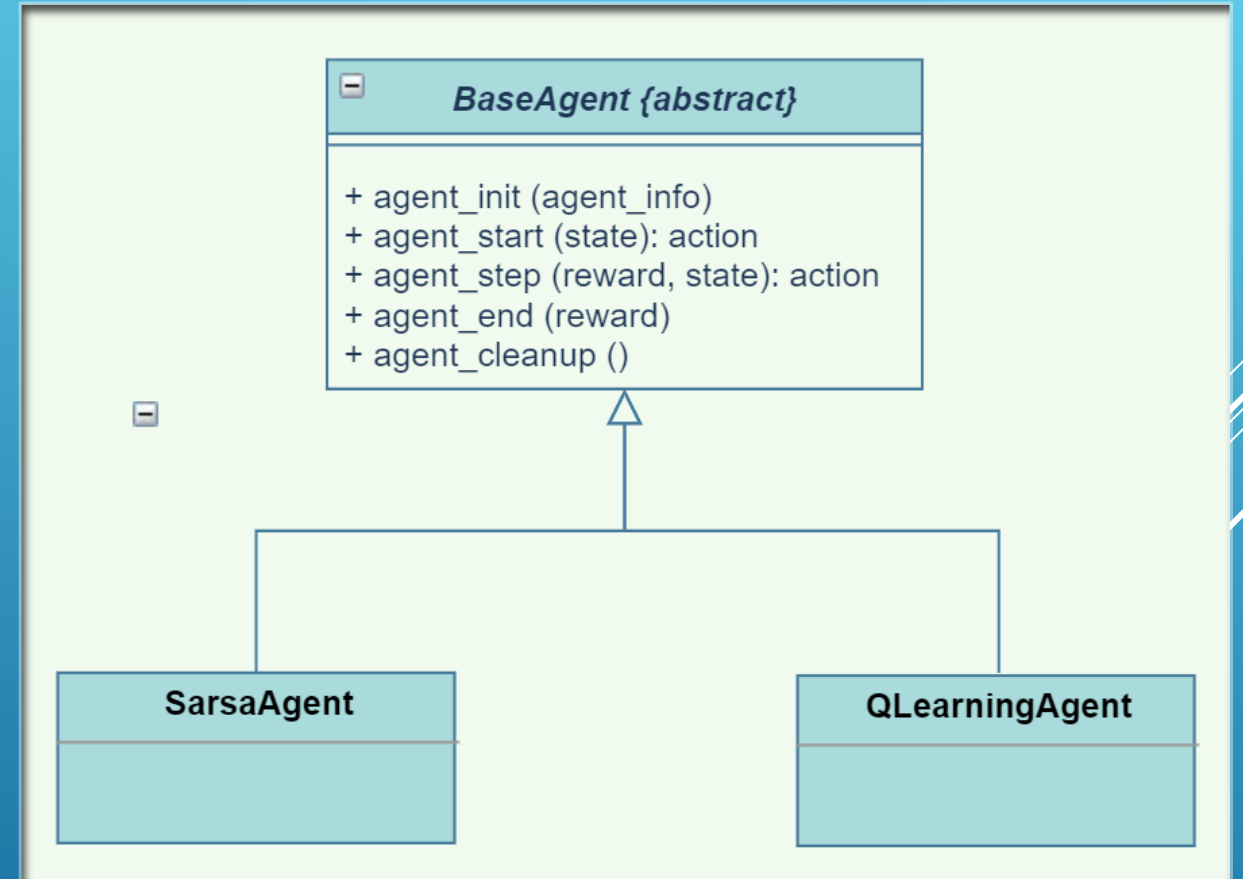 BaseAgent {abstract}
+ agent_init (agent_info)
+ agent_start (state): action
+ agent_step (reward, state): action
+ agent_end (reward)
+ agent_cleanup ()
SarsaAgent
QLearningAgent